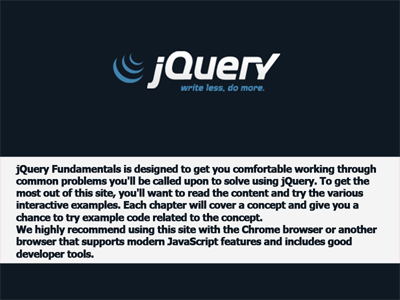 jQuery
write less, do more.
jQuery Fundamentals is designed to get you comfortable working through
common problems you'll be called upon to solve using jQuery. To get the
most out of this site, you'll want to read the content and try the various
interactive examples. Each chapter will cover a concept and give you a
chance to try example code related to the concept.
We highly recommend using this site with the Chrome browser or another
browser that supports modern JavaScript features and includes good
developer tools.